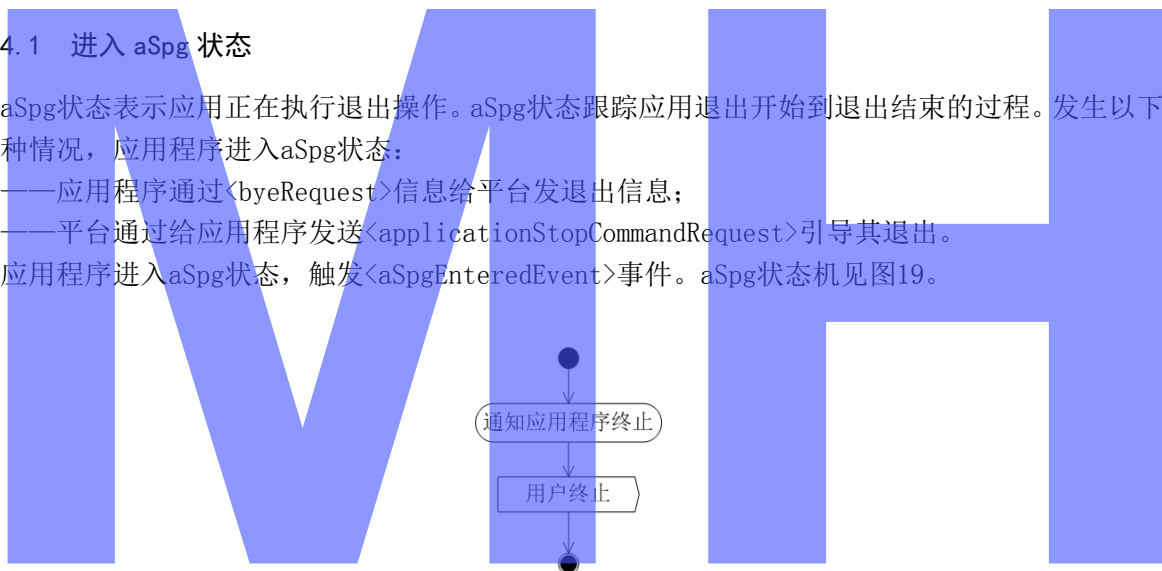 4.1 进入 aSpg 状态
aSpg状态表示应用正在执行退出操作。aSpg状态跟踪应用退出开始到退出结束的过程。发生以下
种情况，应用程序进入aSpg状态：
——应用程序通过<byeRequest>信息给平台发退出信息；
——平台通过给应用程序发送<applicationStopCommandRequest>引导其退出。
应用程序进入aSpg状态，触发<aSpgEnteredEvent>事件。aSpg状态机见图19。
通知应用程序终止
用户终止
MH